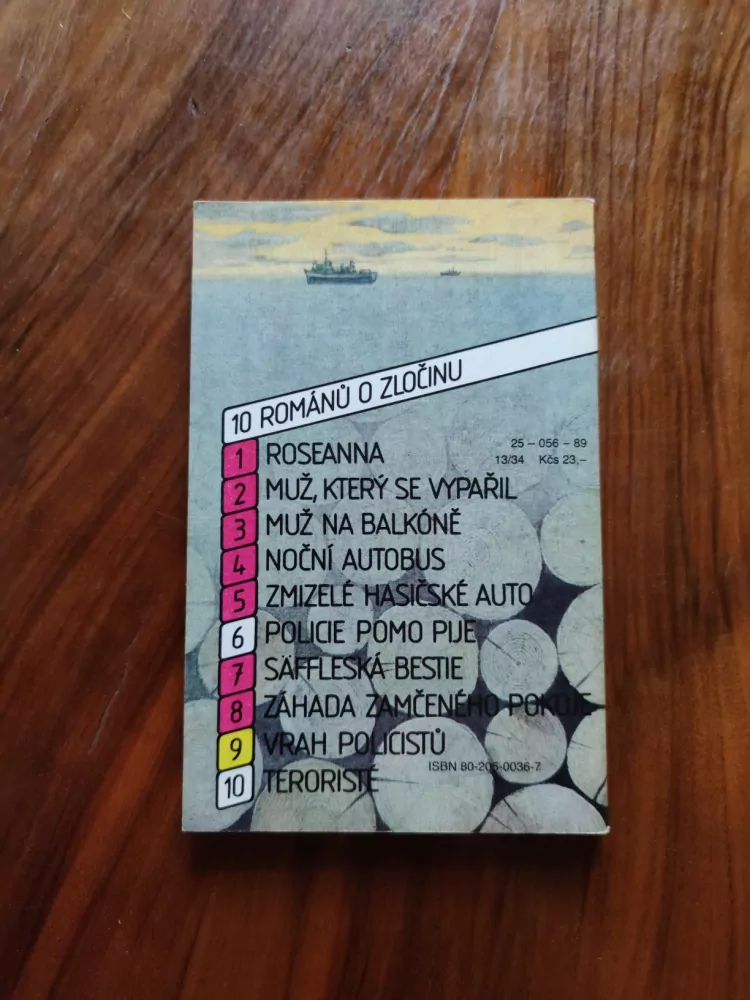 10 ROMÁNŮ O ZLOČINU
25 – 056 – 89
13/34 Kčs 23,–
1 ROSEANNA
2 MUŽ, KTERÝ SE VYPAŘIL
3 MUŽ NA BALKÓNĚ
4 NOČNÍ AUTOBUS
5 ZMIZELÉ HASIČSKÉ AUTO
6 POLICIE POMO PIJE
7 SÄFFLESKÁ BESTIE
8 ZÁHADA ZAMČENÉHO POKOJE
9 VRAH POLICISTŮ
ISBN 80-205-0036-7
10 TERORISTÉ